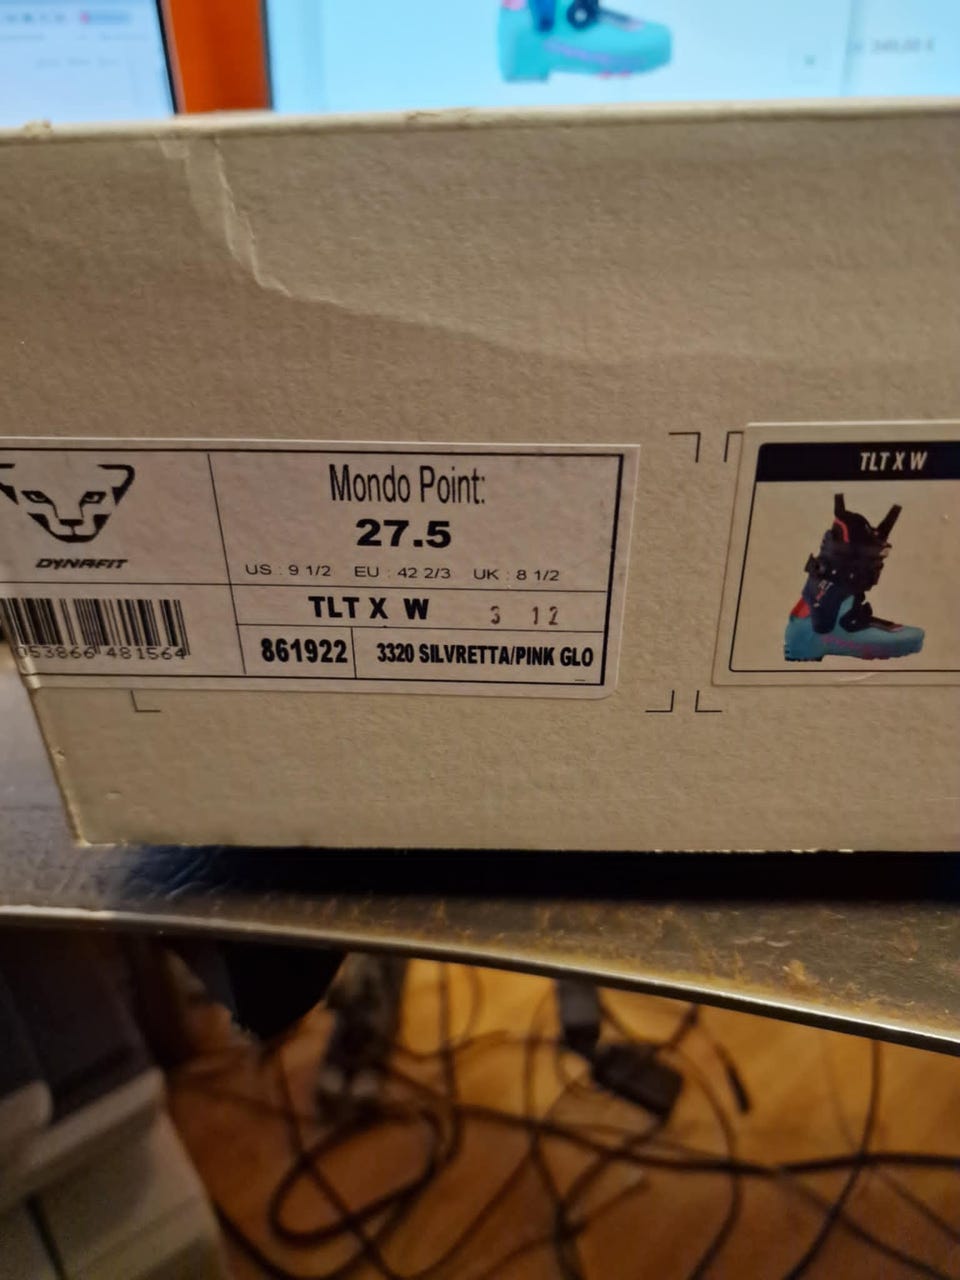 Mondo Point:
27.5
US : 9 1/2 EU : 42 2/3 UK : 8 1/2
DYNAFIT
TLT X W 3 12
053866 481564
861922 3320 SILVRETTA/PINK GLO
TLT X W